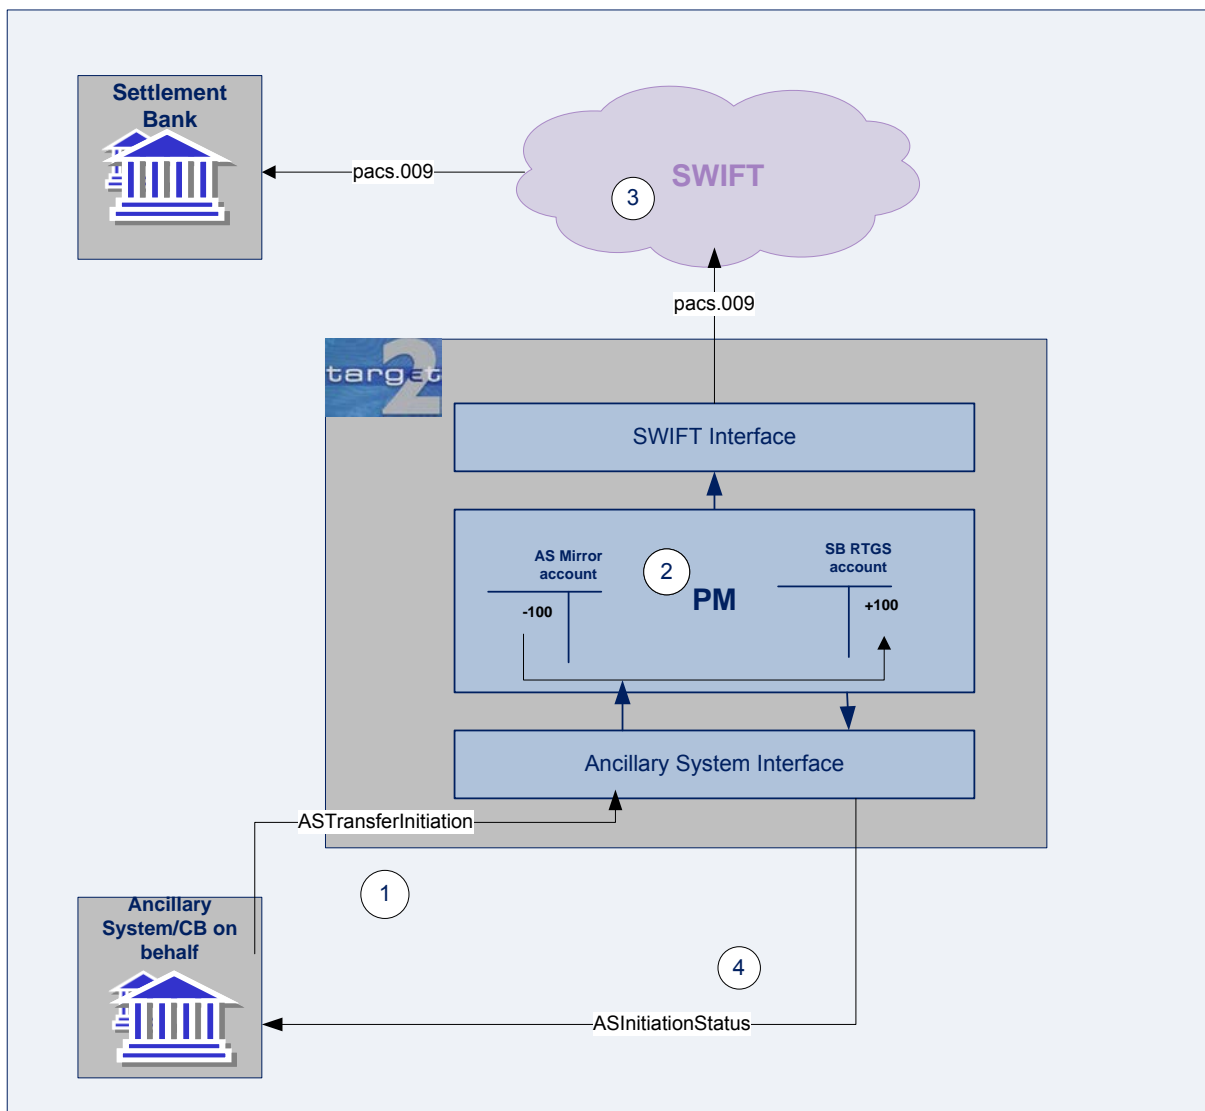 Settlement
Bank
pacs.009
SWIFT
3
pacs.009
target
2
SWIFT Interface
AS Mirror
account
2
PM
SB RTGS
account
-100
+100
Ancillary System Interface
ASTransferInitiation
1
Ancillary
System/CB on
behalf
4
ASInitiationStatus